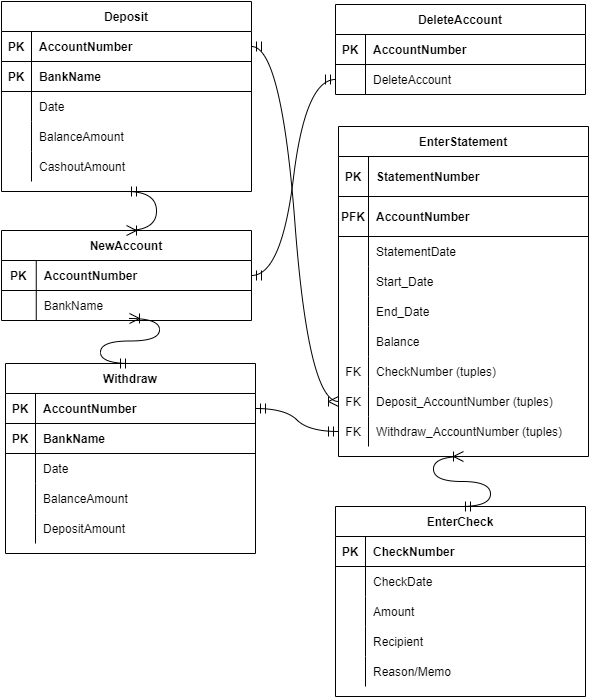 Deposit
PK AccountNumber
PK BankName
Date
BalanceAmount
CashoutAmount
NewAccount
PK AccountNumber
BankName
Withdraw
PK AccountNumber
PK BankName
Date
BalanceAmount
DepositAmount
DeleteAccount
PK AccountNumber
DeleteAccount
EnterStatement
PK StatementNumber
PFK AccountNumber
StatementDate
Start_Date
End_Date
Balance
FK CheckNumber (tuples)
FK Deposit_AccountNumber (tuples)
FK Withdraw_AccountNumber (tuples)
EnterCheck
PK CheckNumber
CheckDate
Amount
Recipient
Reason/Memo